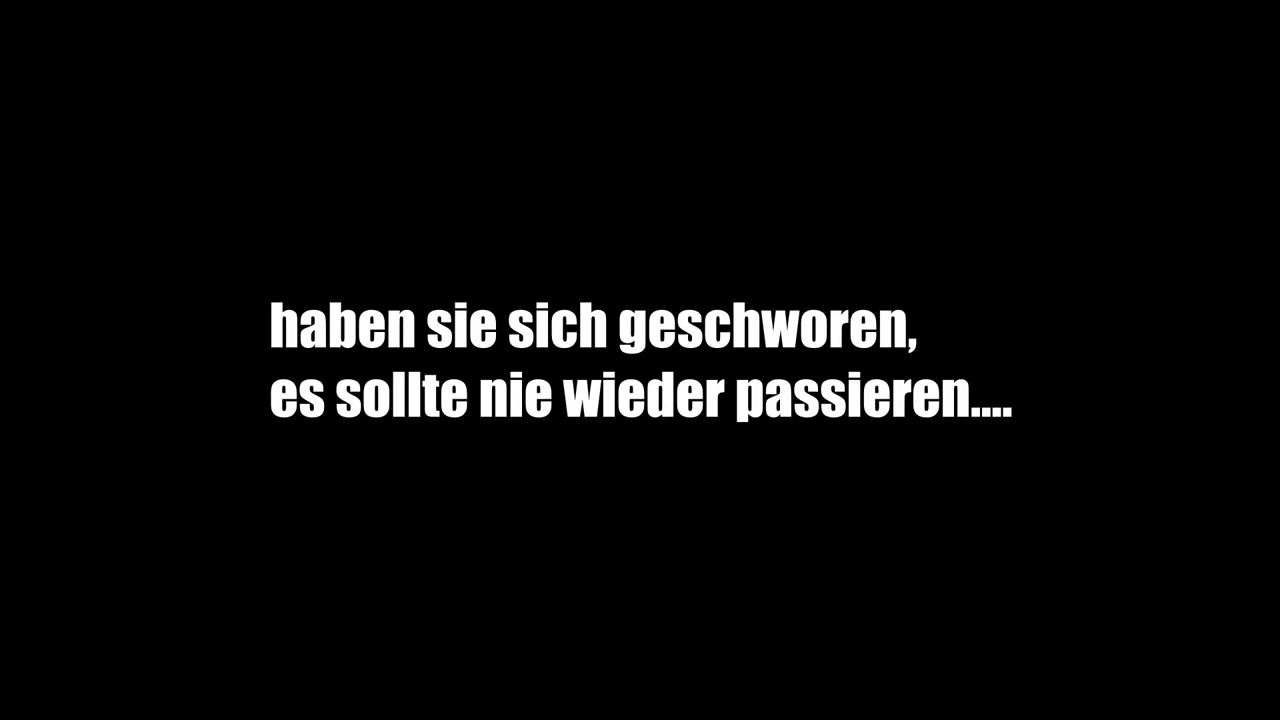 haben sie sich geschworen,
es sollte nie wieder passieren....